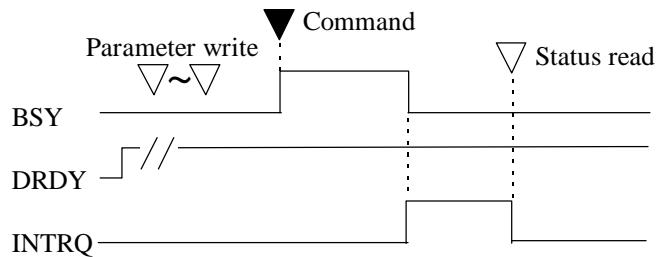 Command
Parameter write
Status read
~
BSY
DRDY
INTRQ